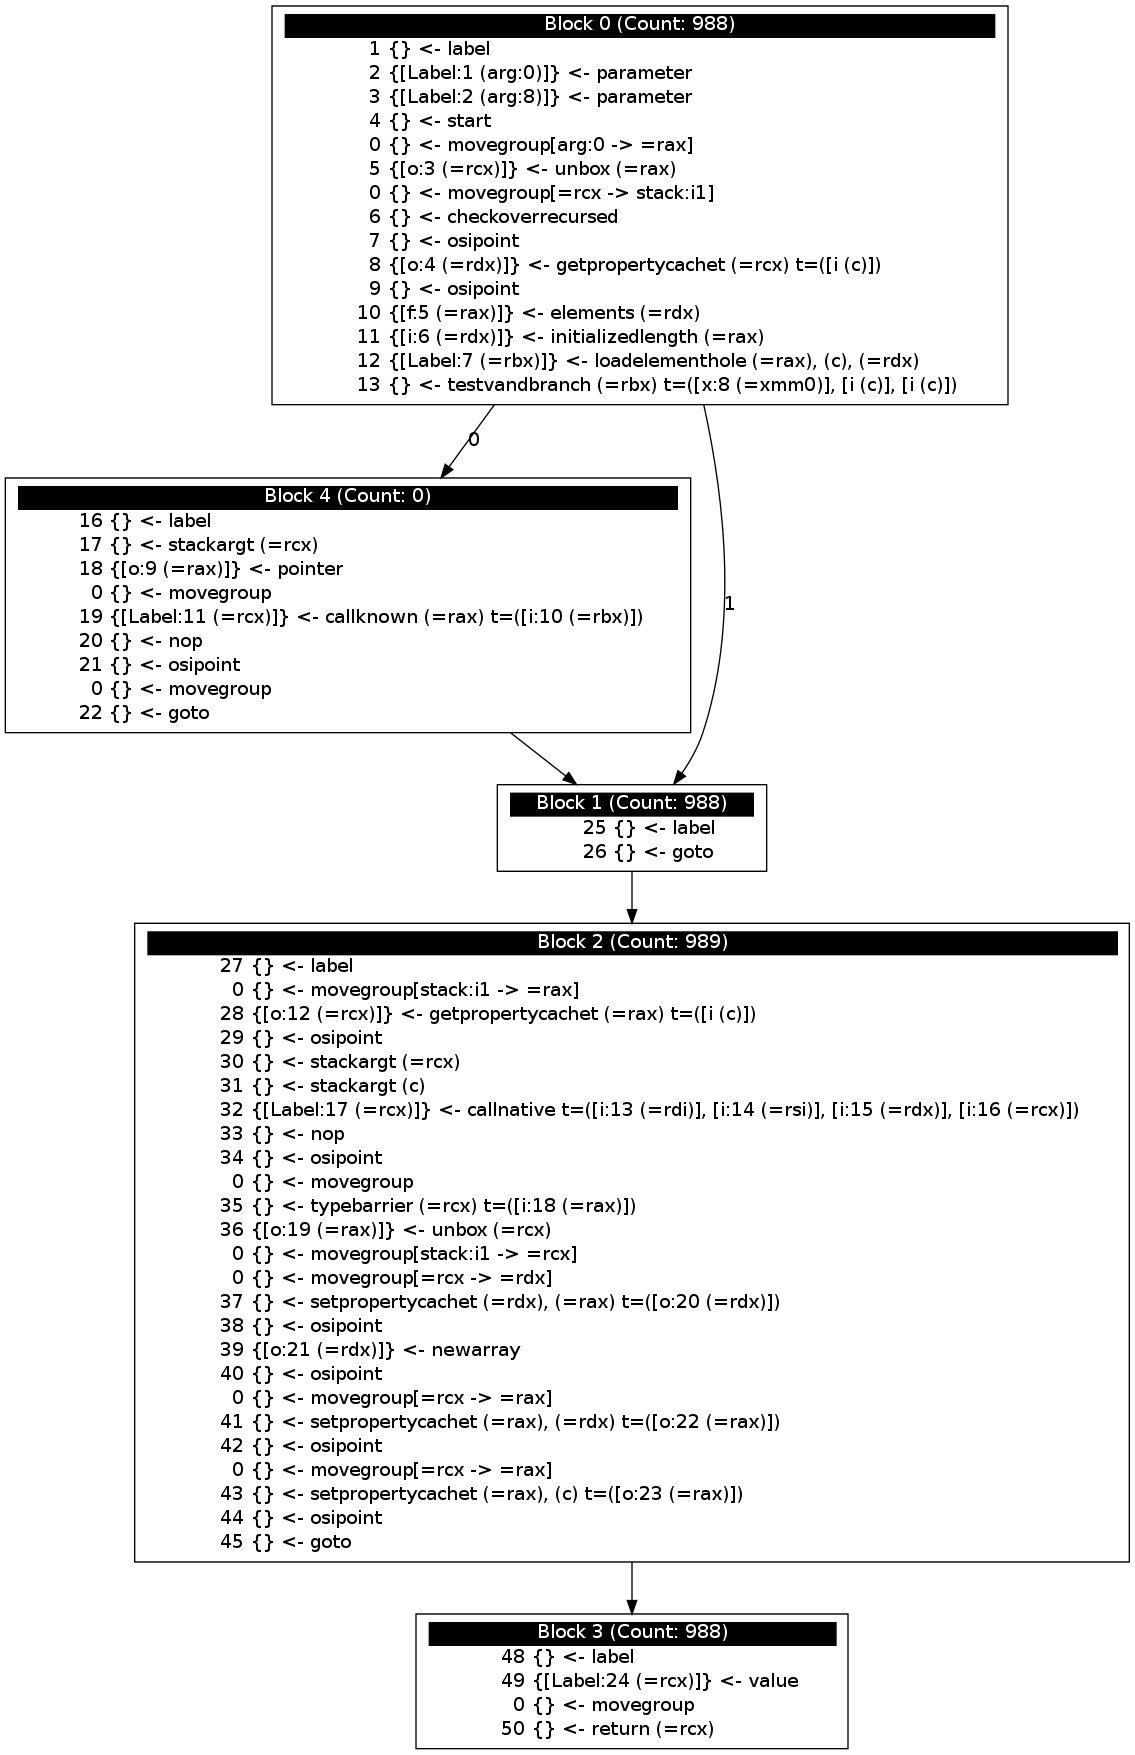 Block 0 (Count: 988)
1 {} <- label
2 {[Label:1 (arg:0)]} <- parameter
3 {[Label:2 (arg:8)]} <- parameter
4 {} <- start
0 {} <- movegroup[arg:0 -> =rax]
5 {[o:3 (=rcx)]} <- unbox (=rax)
0 {} <- movegroup[=rcx -> stack:i1]
6 {} <- checkoverrecursed
7 {} <- osipoint
8 {[o:4 (=rdx)]} <- getpropertycachet (=rcx) t=([i (c)])
9 {} <- osipoint
10 {[f:5 (=rax)]} <- elements (=rdx)
11 {[i:6 (=rdx)]} <- initializedlength (=rax)
12 {[Label:7 (=rbx)]} <- loadelementhole (=rax), (c), (=rdx)
13 {} <- testvandbranch (=rbx) t=([x:8 (=xmm0)], [i (c)], [i (c)])
0
Block 4 (Count: 0)
16 {} <- label
17 {} <- stackargt (=rcx)
18 {[o:9 (=rax)]} <- pointer
0 {} <- movegroup
19 {[Label:11 (=rcx)]} <- callknown (=rax) t=([i:10 (=rbx)])
20 {} <- nop
21 {} <- osipoint
0 {} <- movegroup
22 {} <- goto
1
Block 1 (Count: 988)
25 {} <- label
26 {} <- goto
Block 2 (Count: 989)
27 {} <- label
0 {} <- movegroup[stack:i1 -> =rax]
28 {[o:12 (=rcx)]} <- getpropertycachet (=rax) t=([i (c)])
29 {} <- osipoint
30 {} <- stackargt (=rcx)
31 {} <- stackargt (c)
32 {[Label:17 (=rcx)]} <- callnative t=([i:13 (=rdi)], [i:14 (=rsi)], [i:15 (=rdx)], [i:16 (=rcx)])
33 {} <- nop
34 {} <- osipoint
0 {} <- movegroup
35 {} <- typebarrier (=rcx) t=([i:18 (=rax)])
36 {[o:19 (=rax)]} <- unbox (=rcx)
0 {} <- movegroup[stack:i1 -> =rcx]
0 {} <- movegroup[=rcx -> =rdx]
37 {} <- setpropertycachet (=rdx), (=rax) t=([o:20 (=rdx)])
38 {} <- osipoint
39 {[o:21 (=rdx)]} <- newarray
40 {} <- osipoint
0 {} <- movegroup[=rcx -> =rax]
41 {} <- setpropertycachet (=rax), (=rdx) t=([o:22 (=rax)])
42 {} <- osipoint
0 {} <- movegroup[=rcx -> =rax]
43 {} <- setpropertycachet (=rax), (c) t=([o:23 (=rax)])
44 {} <- osipoint
45 {} <- goto
Block 3 (Count: 988)
48 {} <- label
49 {[Label:24 (=rcx)]} <- value
0 {} <- movegroup
50 {} <- return (=rcx)